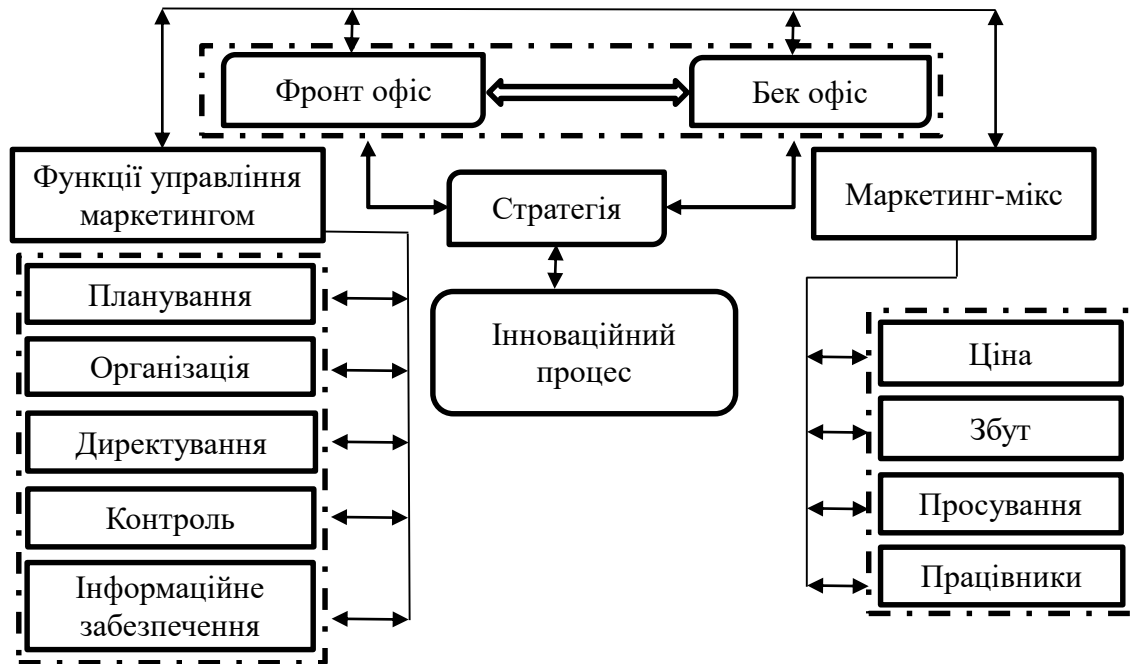 Фронт офіс
Бек офіс
Функції управління
маркетингом
Стратегія
Маркетинг-мікс
Планування
Організація
Директування
Контроль
Інформаційне
забезпечення
Інноваційний
процес
Ціна
Збут
Просування
Працівники